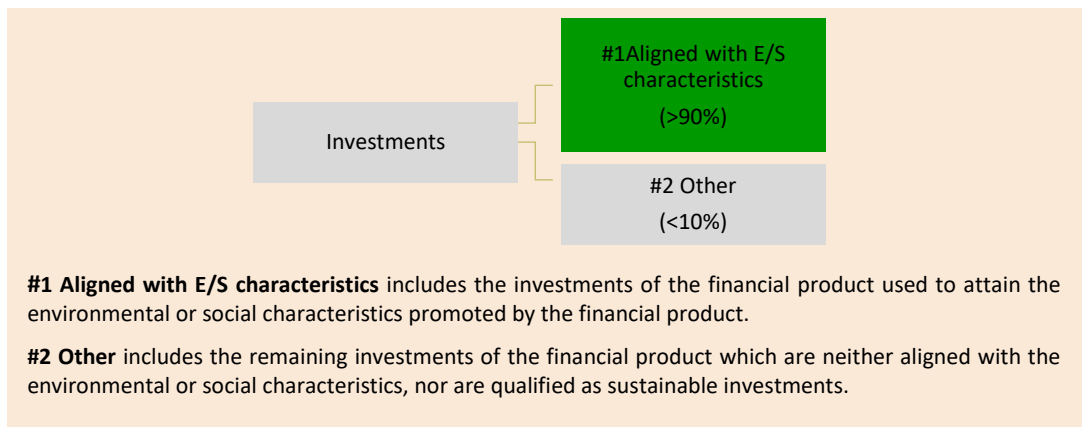 #1Aligned with E/S
characteristics
(>90%)
Investments
#2 Other
(<10%)
#1 Aligned with E/S characteristics includes the investments of the financial product used to attain the
environmental or social characteristics promoted by the financial product.
#2 Other includes the remaining investments of the financial product which are neither aligned with the
environmental or social characteristics, nor are qualified as sustainable investments.